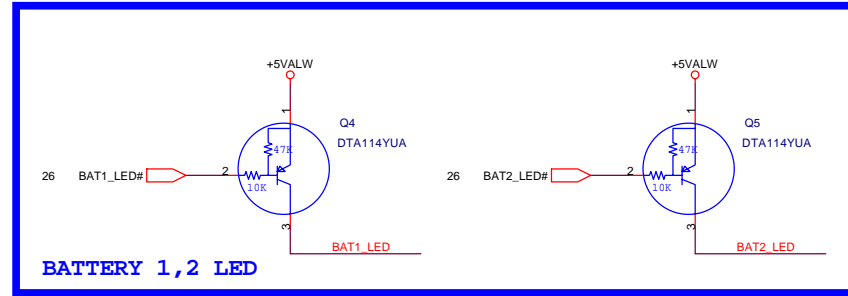 +5VALW
1
Q4
DTA114YUA
47K
26 BAT1_LED#
2
10K
3
BAT1_LED
+5VALW
1
Q5
DTA114YUA
47K
26 BAT2_LED#
2
10K
3
BAT2_LED
BATTERY 1,2 LED